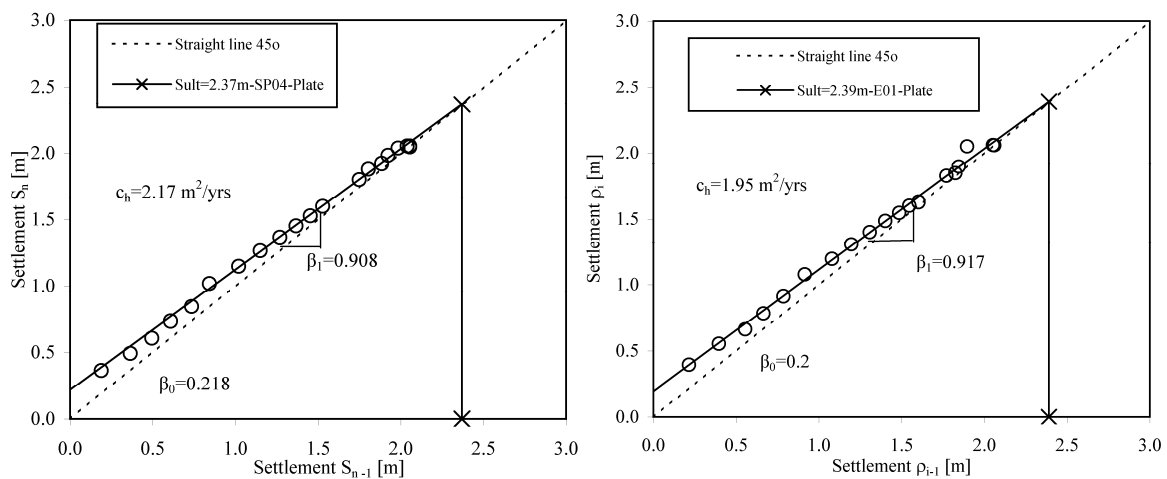 3.0
2.5
2.0
1.5
1.0
0.5
0.0
Settlement Sn [m]
Straight line 45o
Sult=2.37m-SP04-Plate
ch=2.17 m²/yrs
β1=0.908
β0=0.218
0.0 0.5 1.0 1.5 2.0 2.5 3.0
Settlement Sn-1 [m]
3.0
2.5
2.0
1.5
1.0
0.5
0.0
Settlement ρi [m]
Straight line 45o
Sult=2.39m-E01-Plate
ch=1.95 m²/yrs
β1=0.917
β0=0.2
0.0 0.5 1.0 1.5 2.0 2.5 3.0
Settlement ρi-1 [m]